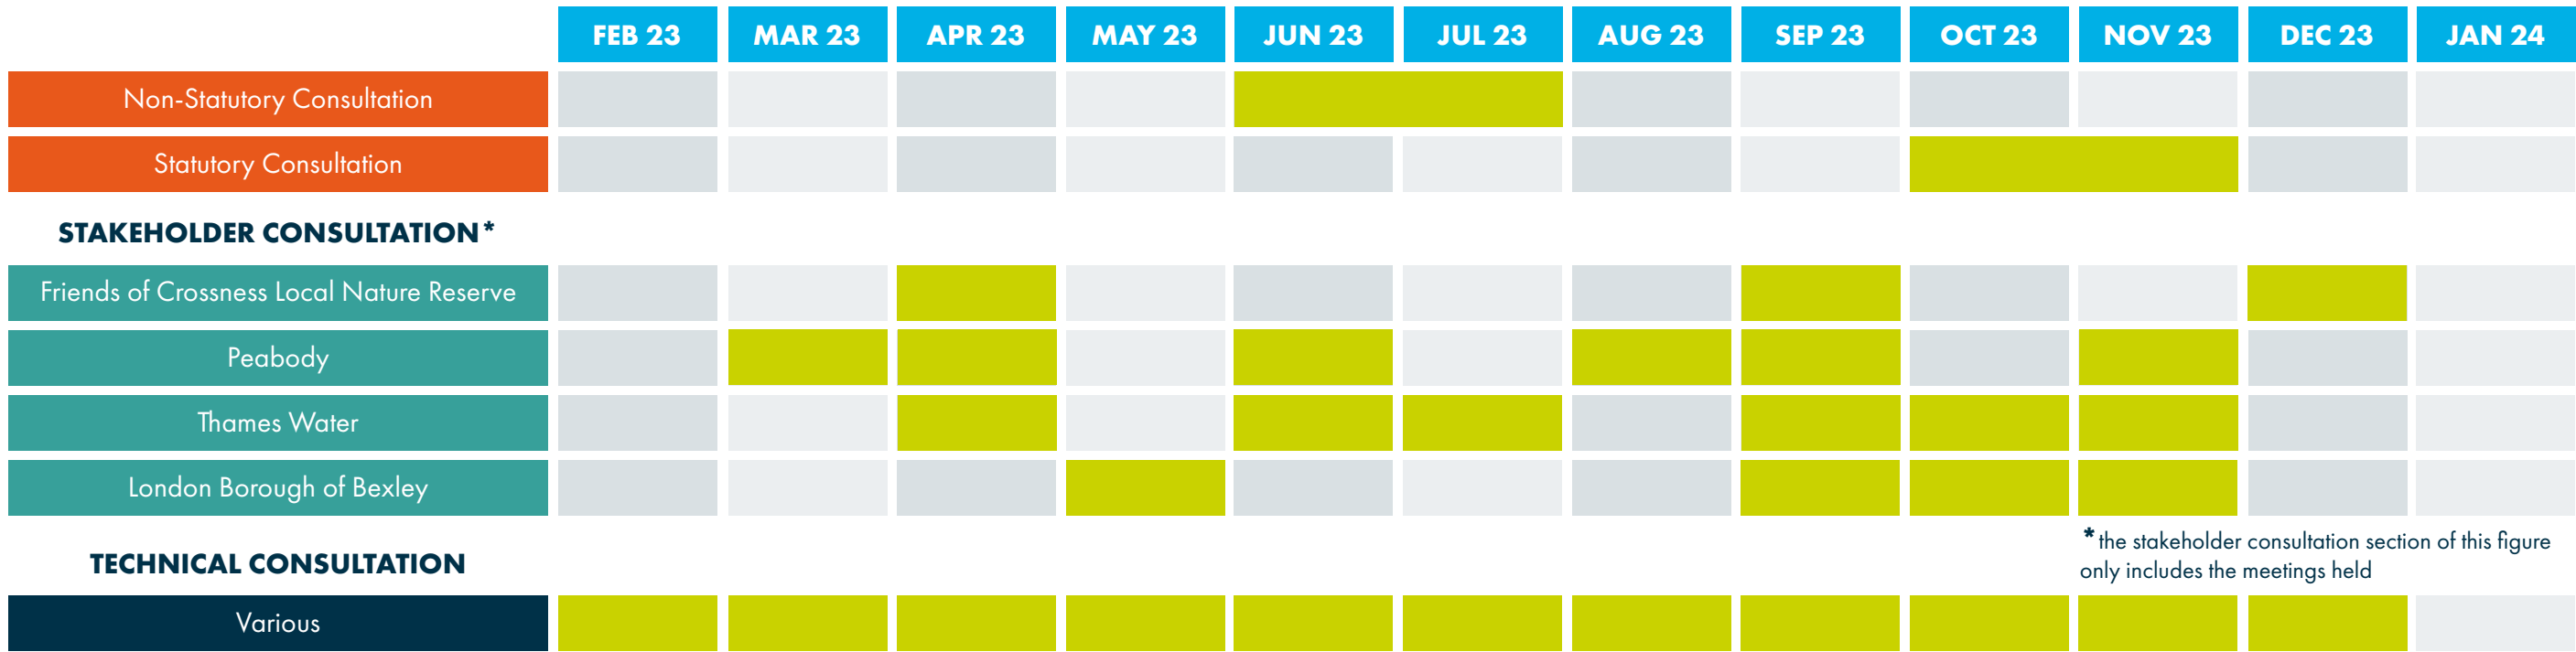 FEB 23 MAR 23 APR 23 MAY 23 JUN 23 JUL 23 AUG 23 SEP 23 OCT 23 NOV 23 DEC 23 JAN 24
Non-Statutory Consultation
Statutory Consultation
STAKEHOLDER CONSULTATION*
Friends of Crossness Local Nature Reserve
Peabody
Thames Water
London Borough of Bexley
*the stakeholder consultation section of this figure
only includes the meetings held
TECHNICAL CONSULTATION
Various